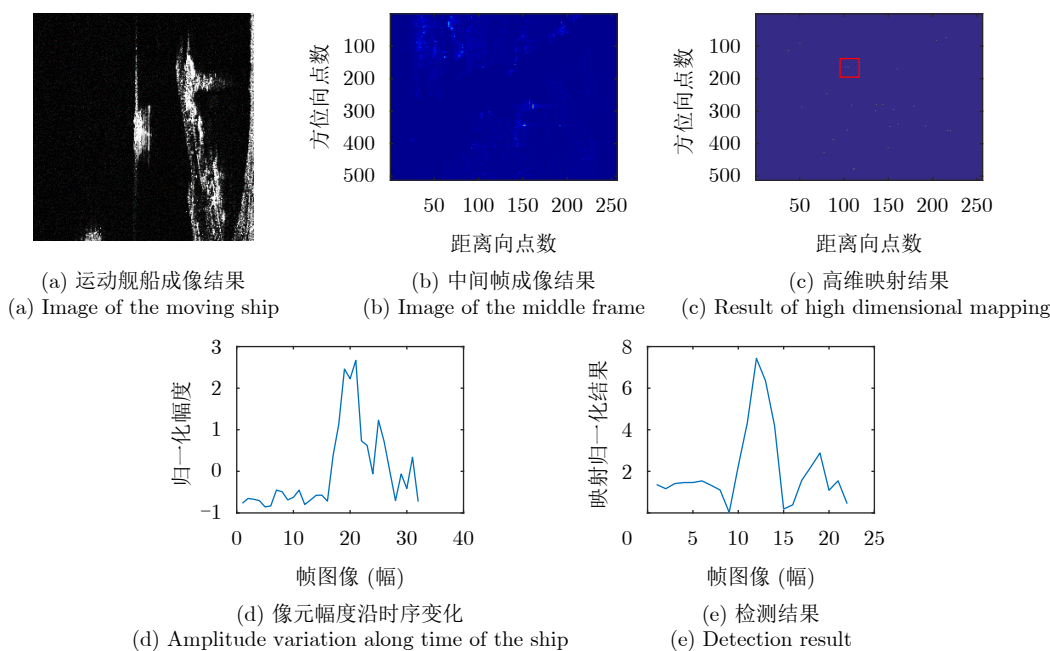 方位向点数
100
200
300
400
500
50 100 150 200 250
距离向点数
方位向点数
100
200
300
400
500
50 100 150 200 250
距离向点数
(a) 运动舰船成像结果
(a) Image of the moving ship
(b) 中间帧成像结果
(b) Image of the middle frame
(c) 高维映射结果
(c) Result of high dimensional mapping
归一化幅度
3
2
1
0
−1
0 10 20 30 40
帧图像 (幅)
(d) 像元幅度沿时序变化
(d) Amplitude variation along time of the ship
映射归一化结果
8
6
4
2
0 5 10 15 20 25
帧图像 (幅)
(e) 检测结果
(e) Detection result